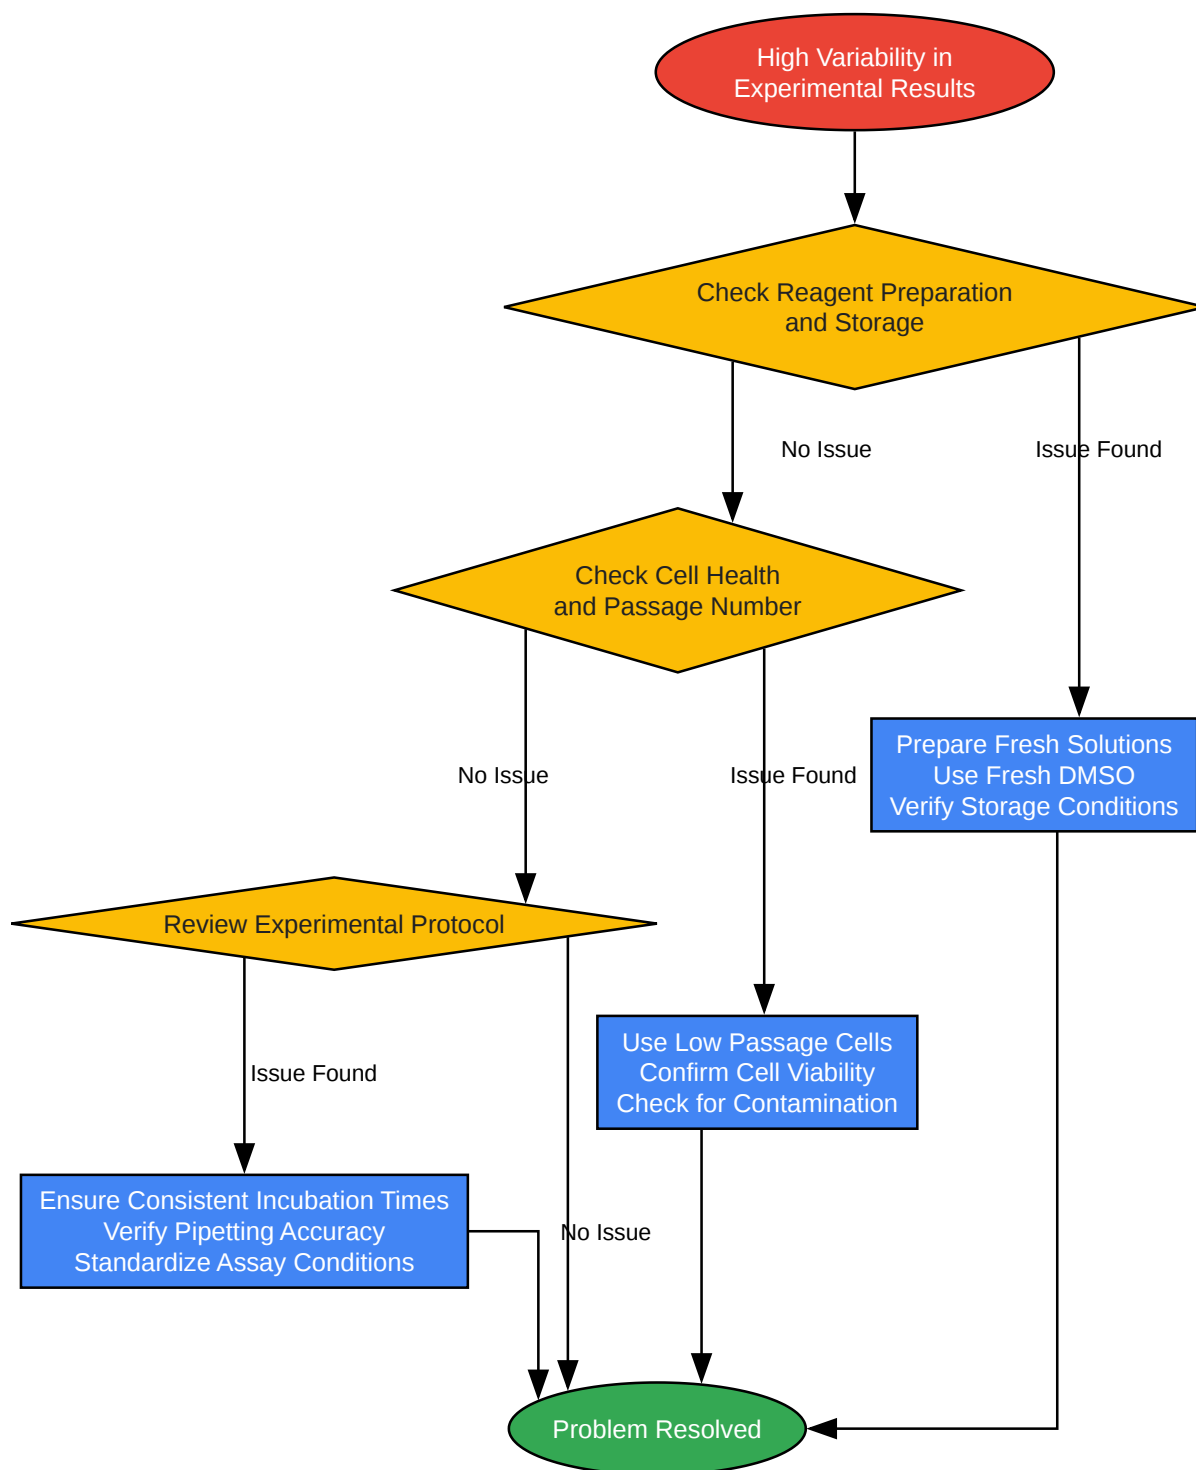 High Variability in
Experimental Results
Check Reagent Preparation
and Storage
No Issue
Issue Found
Check Cell Health
and Passage Number
No Issue
Issue Found
Prepare Fresh Solutions
Use Fresh DMSO
Verify Storage Conditions
Review Experimental Protocol
Issue Found
Use Low Passage Cells
Confirm Cell Viability
Check for Contamination
Ensure Consistent Incubation Times
Verify Pipetting Accuracy
Standardize Assay Conditions
No Issue
Problem Resolved